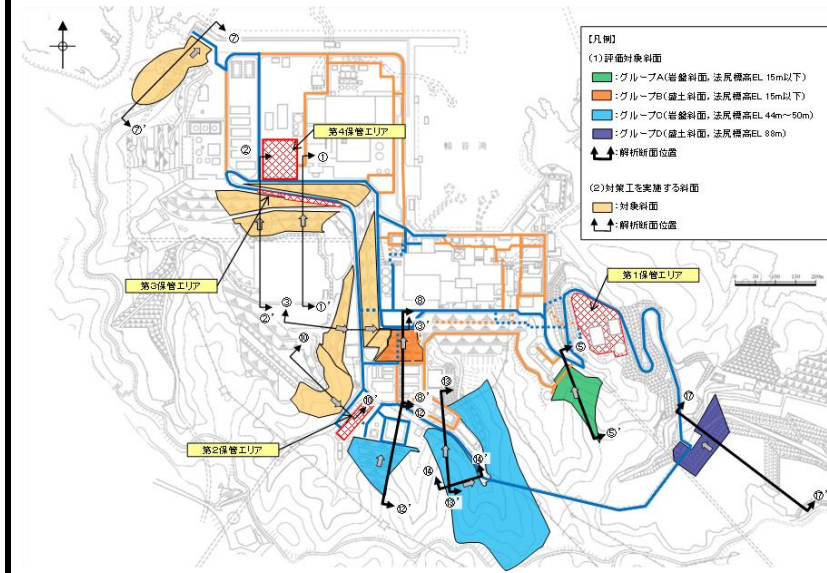 【凡例】
(1)評価対象斜面
:グループA(岩盤斜面, 法尻標高EL 15m以下)
:グループB(盛土斜面, 法尻標高EL 15m以下)
:グループC(岩盤斜面, 法尻標高EL 44m~50m)
:グループD(盛土斜面, 法尻標高EL 88m)
:解析断面位置
(2)対策工を実施する斜面
:対象斜面
:解析断面位置
⑦
⑦'
第4保管エリア
②
①
輪谷湾
第3保管エリア
第1保管エリア
②'
①'
③
⑧
③'
⑤
⑩
⑩'
⑧'
⑫
⑬
⑰
⑤'
第2保管エリア
⑭
⑭'
⑬'
⑫'
⑰'